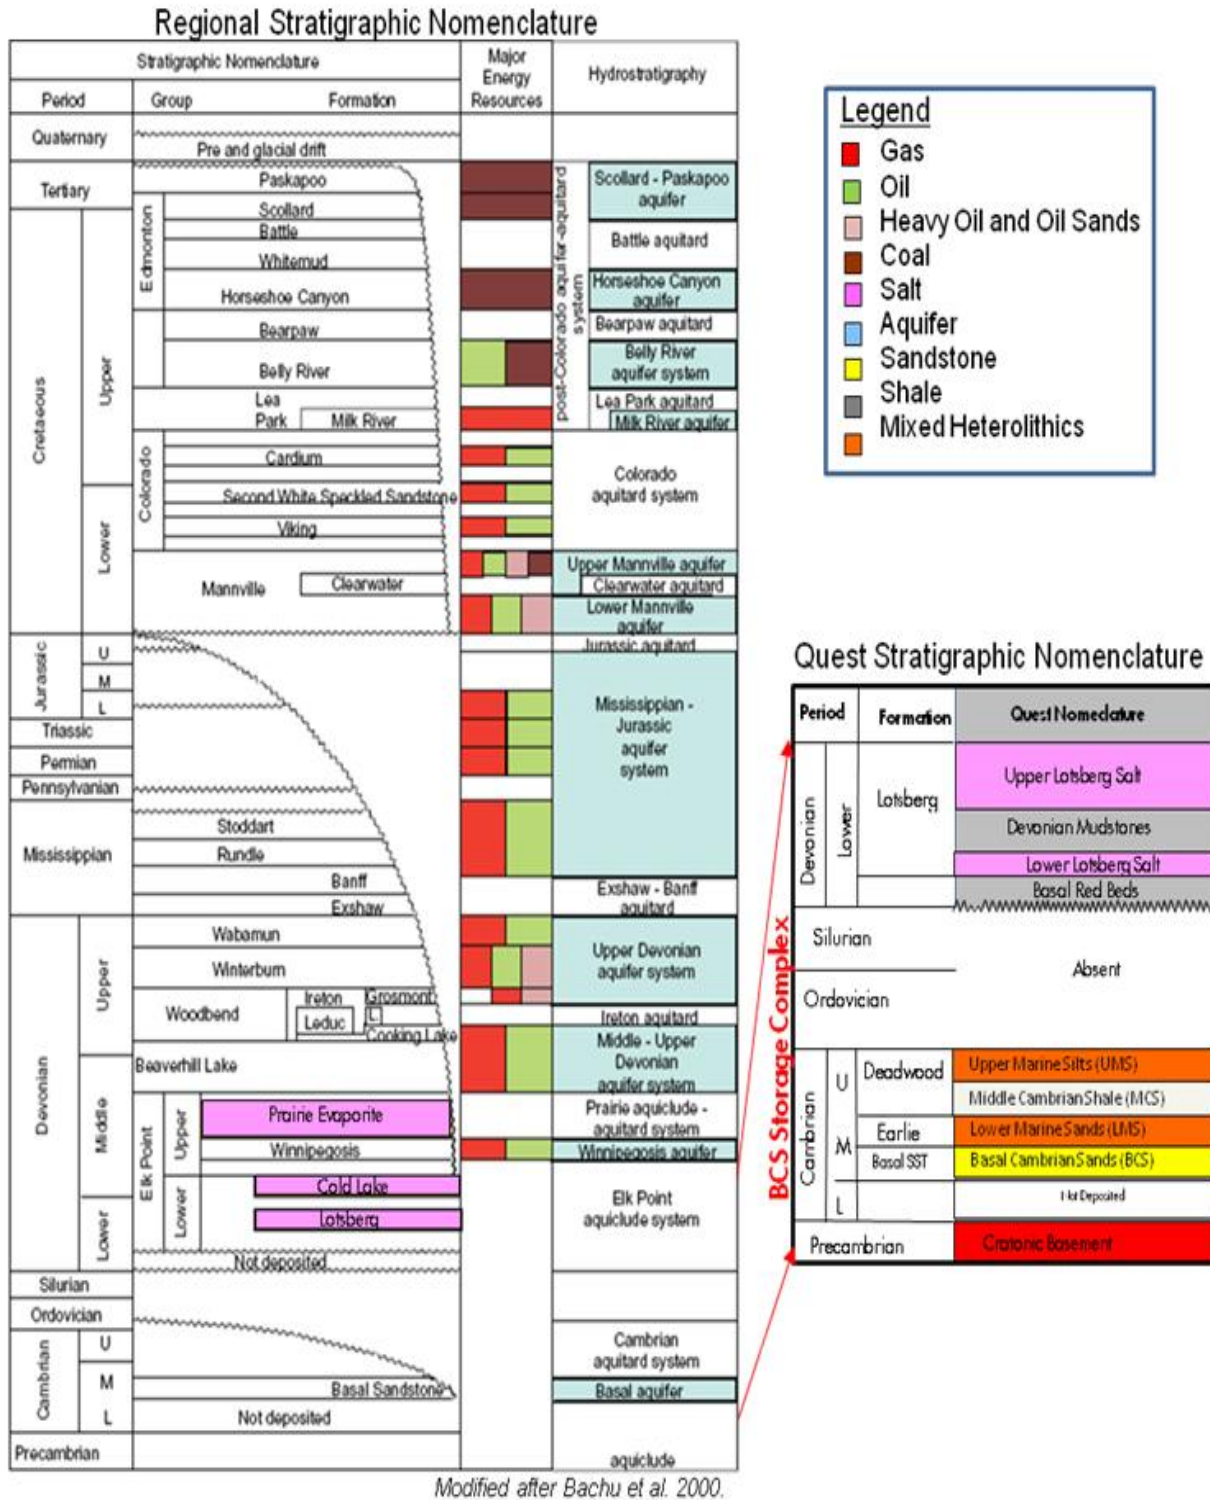 Regional Stratigraphic Nomenclature
Stratigraphic Nomenclature
Major
Energy
Resources
Hydrostratigraphy
Period
Group
Formation
Quaternary
Pre and glacial drift
Tertiary
Paskapoo
Scollard - Paskapoo
aquifer
Cretaceous
Upper
Edmonton
Scollard
Battle
Whitemud
Horseshoe Canyon
Bearpaw
Belly River
Lea
Park
Milk River
post-Colorado aquifer-aquitard
system
Battle aquitard
Horseshoe Canyon
aquifer
Bearpaw aquitard
Belly River
aquifer system
Lea Park aquitard
Milk River aquifer
Colorado
Cardium
Second White Speckled Sandstone
Viking
Colorado
aquitard system
Lower
Mannville
Clearwater
Upper Mannville aquifer
Clearwater aquitard
Lower Mannville
aquifer
Jurassic
U
M
L
Jurassic aquitard
Triassic
Permian
Pennsylvanian
Mississippian -
Jurassic
aquifer
system
Mississippian
Stoddart
Rundle
Banff
Exshaw
Exshaw - Banff
aquitard
Devonian
Upper
Wabamun
Winterburn
Woodbend
Ireton
Grosmont
Leduc
L
Cooking Lake
Upper Devonian
aquifer system
Ireton aquitard
Middle
Beaverhill Lake
Middle - Upper
Devonian
aquifer system
Elk Point
Upper
Prairie Evaporite
Winnipegosis
Prairie aquiclude -
aquitard system
Winnipegosis aquifer
Lower
Lower
Cold Lake
Lotsberg
Not deposited
Elk Point
aquiclude system
Silurian
Ordovician
Cambrian
U
M
L
Basal Sandstone
Not deposited
Cambrian
aquitard system
Basal aquifer
Precambrian
aquiclude
Modified after Bachu et al. 2000.
Legend
Gas
Oil
Heavy Oil and Oil Sands
Coal
Salt
Aquifer
Sandstone
Shale
Mixed Heterolithics
Quest Stratigraphic Nomenclature
Period
Formation
Quest Nomeclature
Devonian
Lower
Lotsberg
Upper Lotsberg Salt
Devonian Mudstones
Lower Lotsberg Salt
Basal Red Beds
Silurian
Absent
Ordovician
BCS Storage Complex
Cambrian
U
M
L
Deadwood
Upper Marine Silts (UMS)
Middle Cambrian Shale (MCS)
Earlie
Lower Marine Sands (LMS)
Basal SST
Basal Cambrian Sands (BCS)
Not Deposited
Precambrian
Cratonic Basement